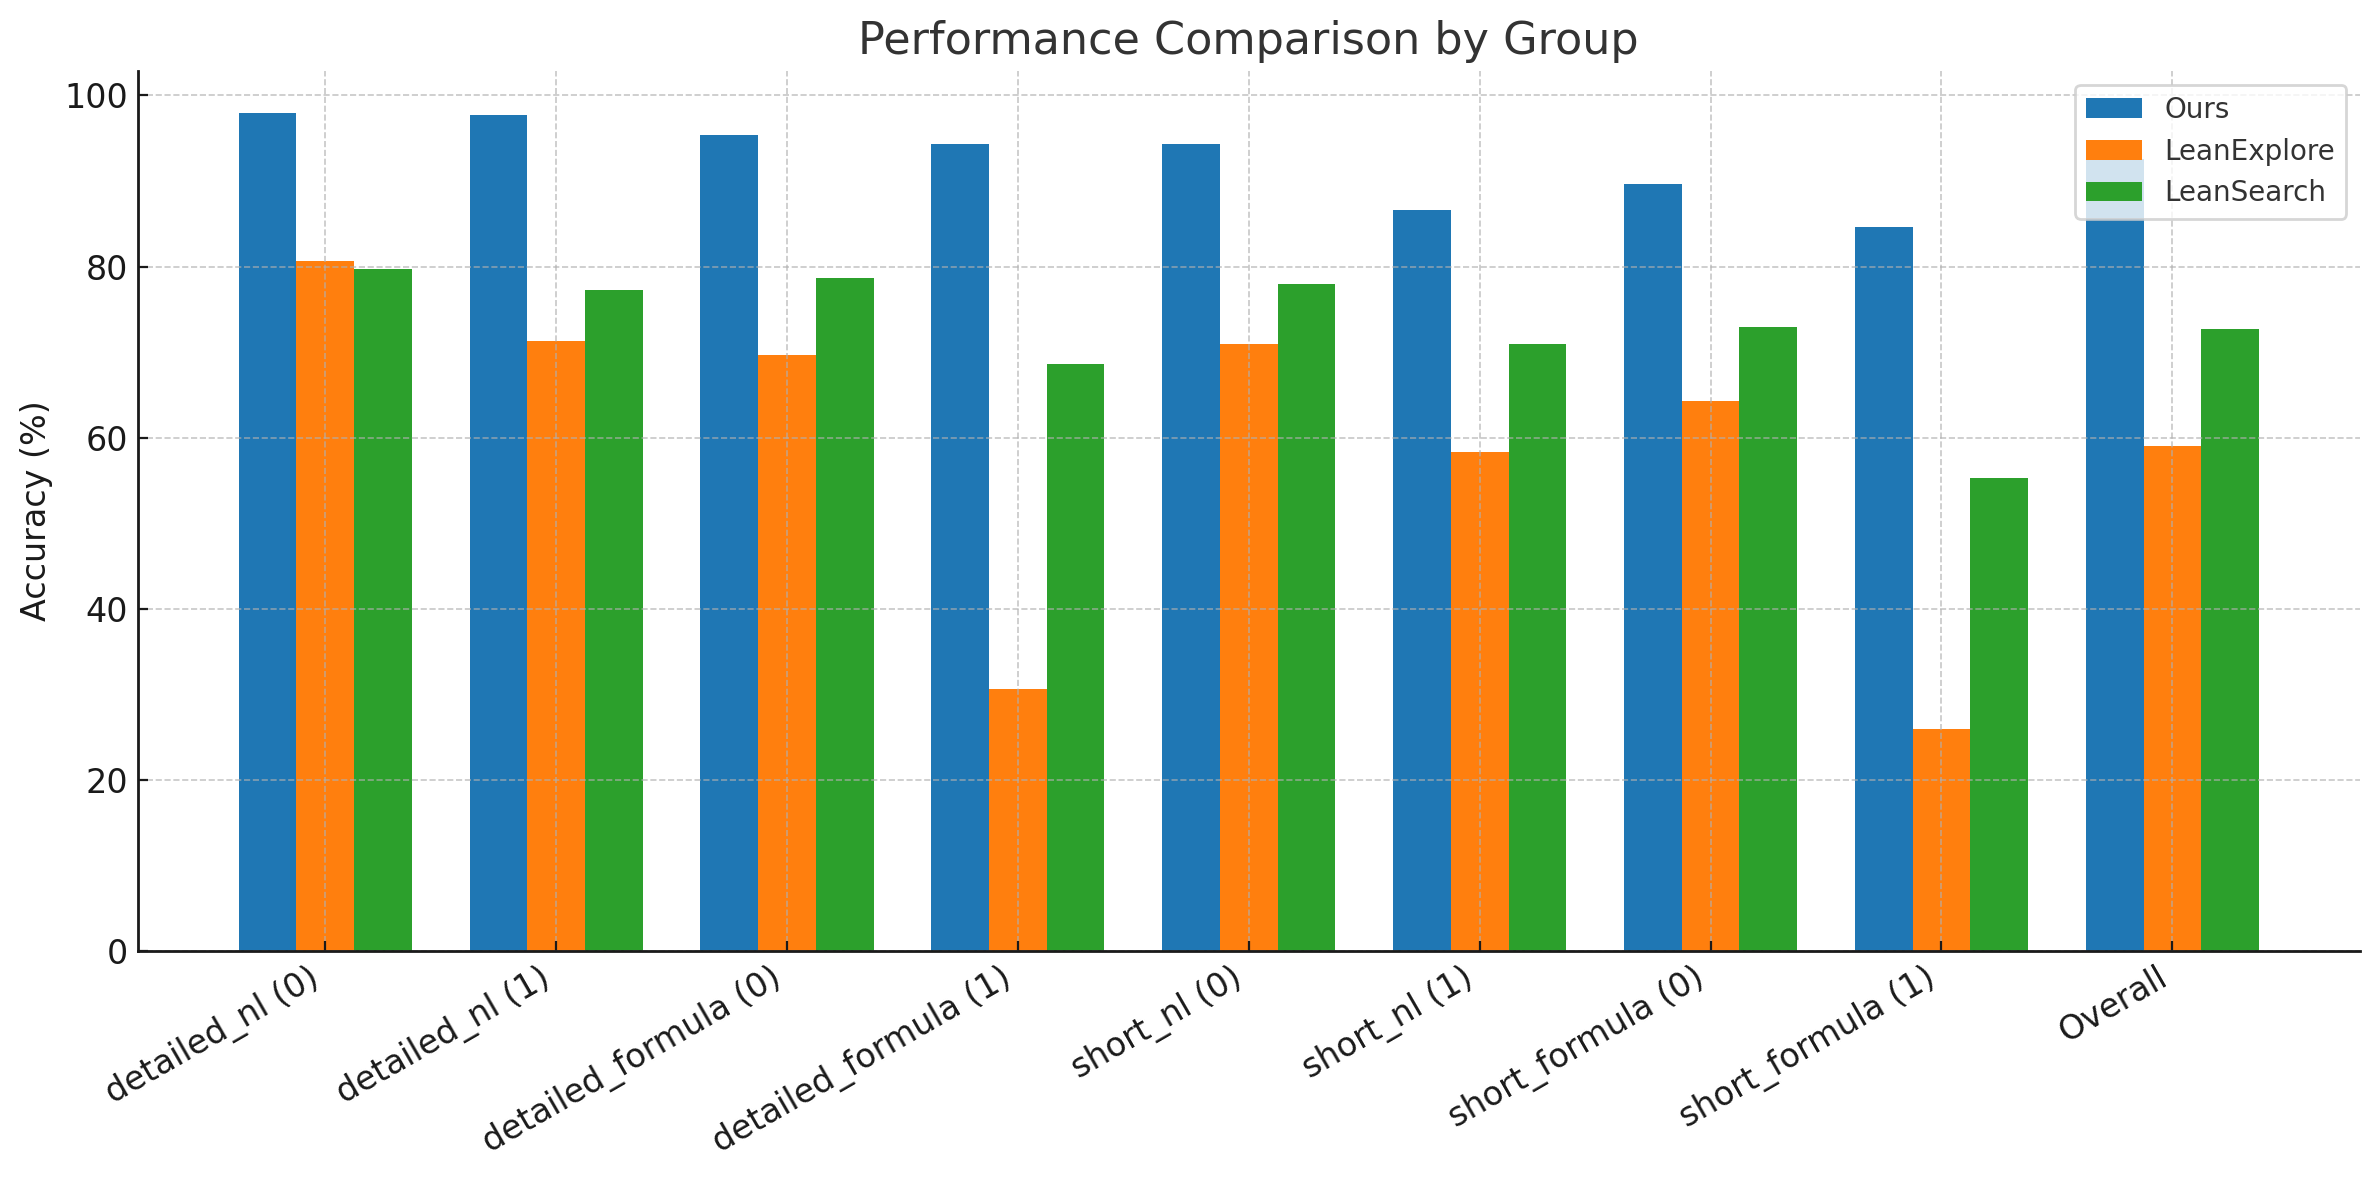 Performance Comparison by Group
Ours
LeanExplore
LeanSearch
Accuracy (%)
100
80
60
40
20
0
detailed_nl (0)
detailed_nl (1)
detailed_formula (0)
detailed_formula (1)
short_nl (0)
short_nl (1)
short_formula (0)
short_formula (1)
Overall